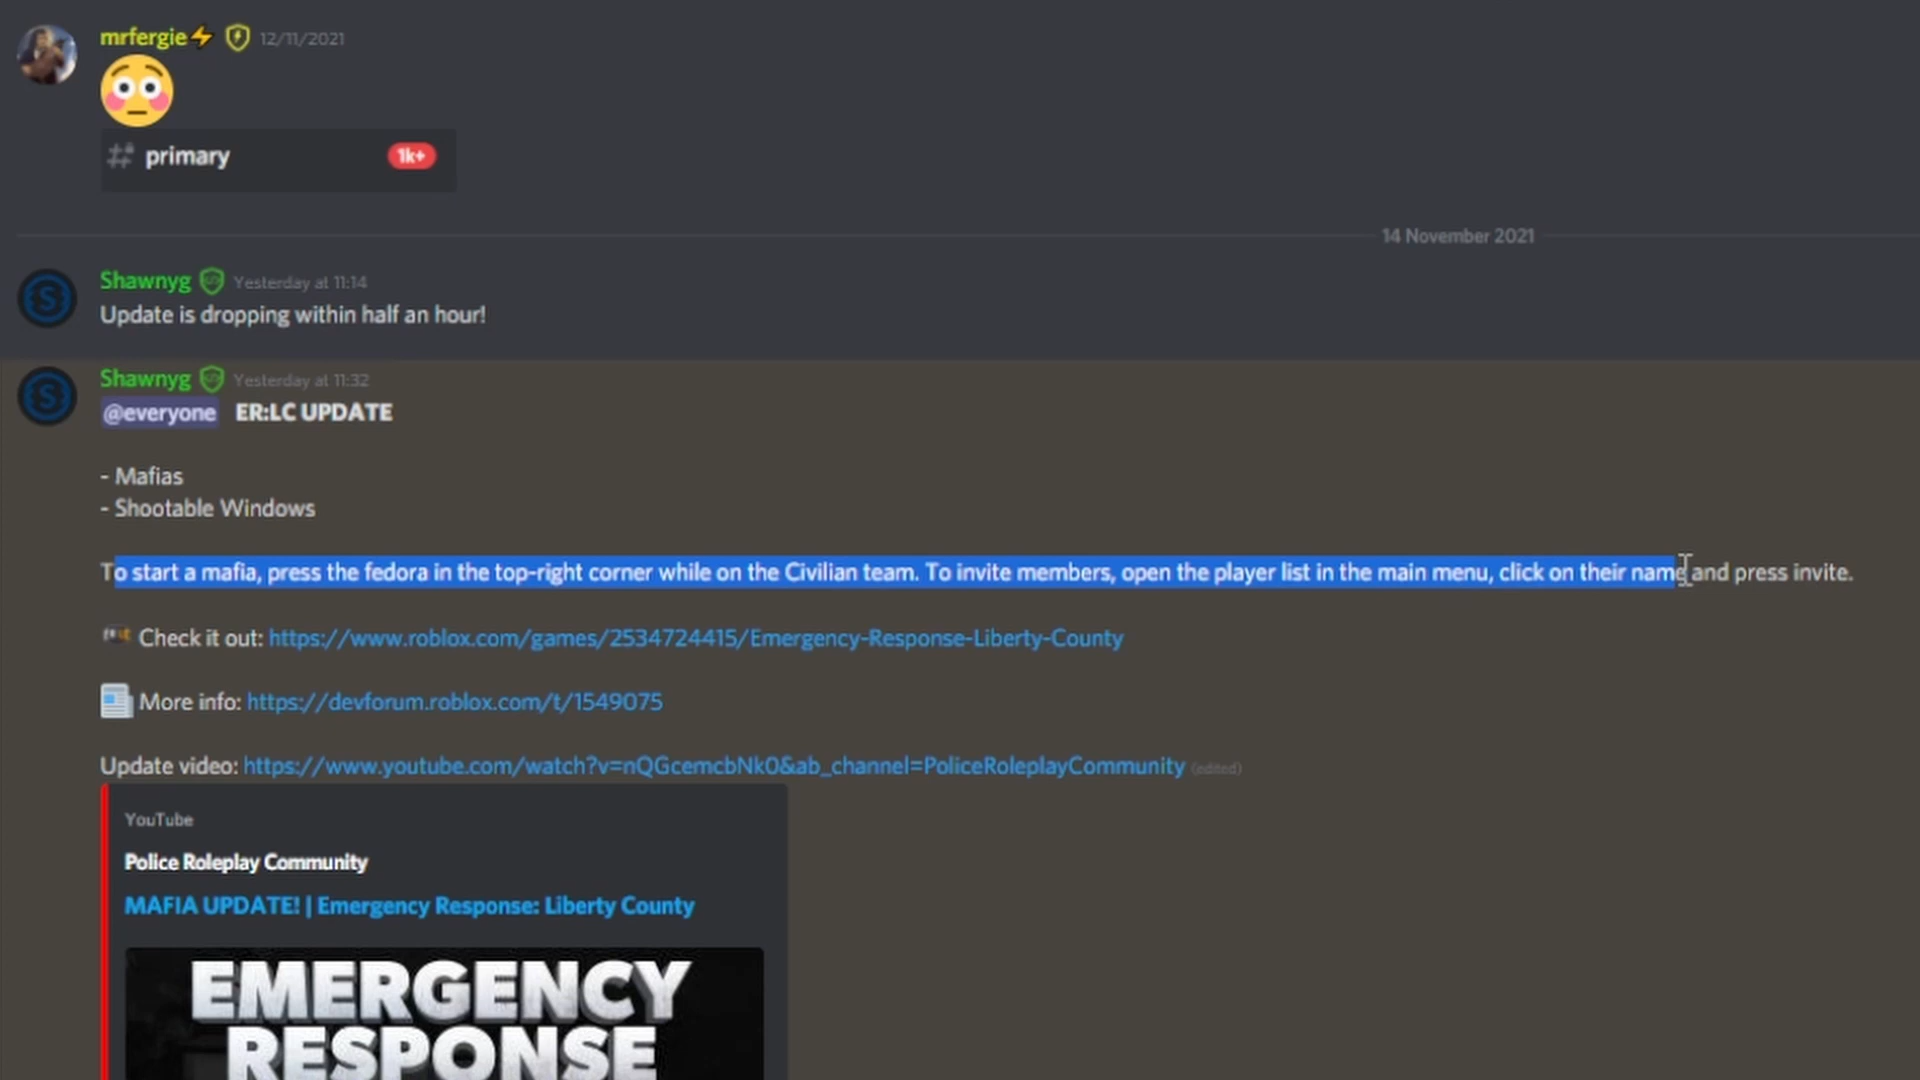 mrfergie 12/11/2021
# primary 1k+
14 November 2021
Shawnyg Yesterday at 11:14
Update is dropping within half an hour!
Shawnyg Yesterday at 11:32
@everyone ER:LC UPDATE
- Mafias
- Shootable Windows
To start a mafia, press the fedora in the top-right corner while on the Civilian team. To invite members, open the player list in the main menu, click on their name and press invite.
Check it out: https://www.roblox.com/games/2534724415/Emergency-Response-Liberty-County
More info: https://devforum.roblox.com/t/1549075
Update video: https://www.youtube.com/watch?v=nQGcemcbNk0&ab_channel=PoliceRoleplayCommunity (edited)
YouTube
Police Roleplay Community
MAFIA UPDATE! | Emergency Response: Liberty County
EMERGENCY
RESPONSE